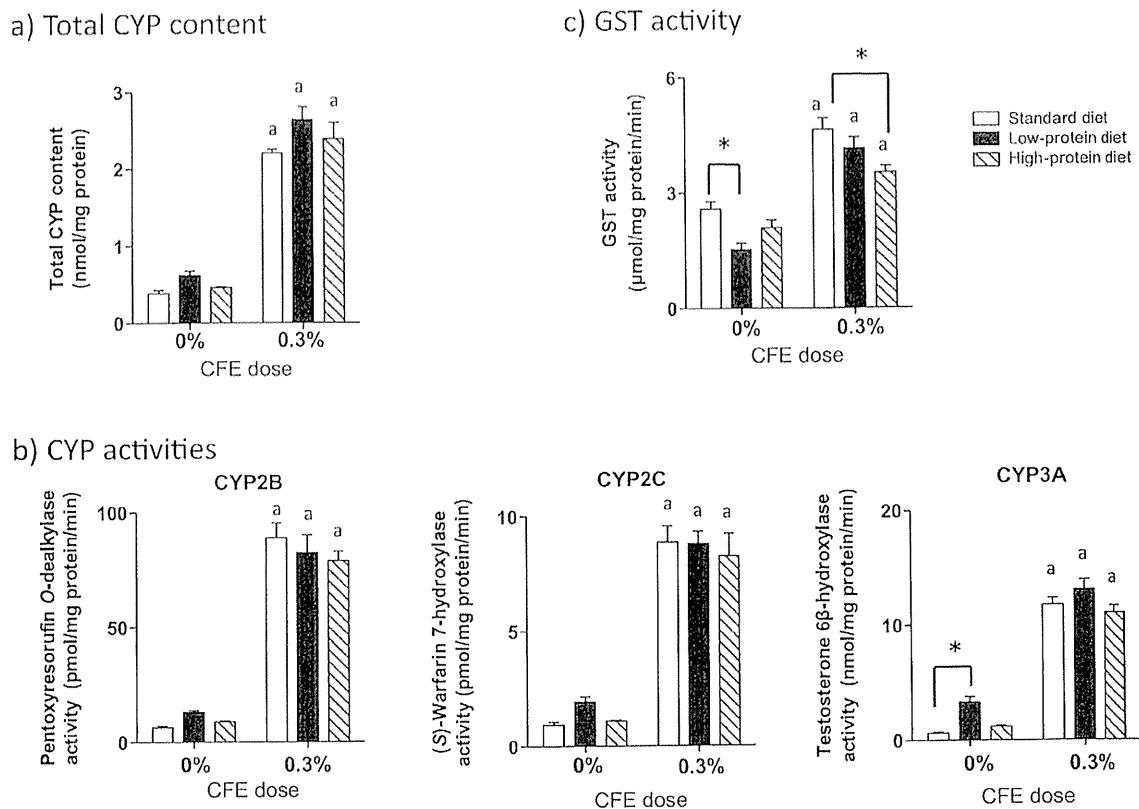 a) Total CYP content
Total CYP content
(nmol/mg protein)
3
2
1
0
a
a
a
0%
0.3%
CFE dose
c) GST activity
GST activity
(μmol/mg protein/min)
6
3
0
*
*
a
a
a
0%
0.3%
CFE dose
Standard diet
Low-protein diet
High-protein diet
b) CYP activities
CYP2B
Pentoxyresorufin O-dealkylase
activity (pmol/mg protein/min)
100
50
0
a
a
a
0%
0.3%
CFE dose
CYP2C
(S)-Warfarin 7-hydroxylase
activity (pmol/mg protein/min)
10
5
0
a
a
a
0%
0.3%
CFE dose
CYP3A
Testosterone 6β-hydroxylase
activity (nmol/mg protein/min)
20
10
0
*
a
a
a
0%
0.3%
CFE dose